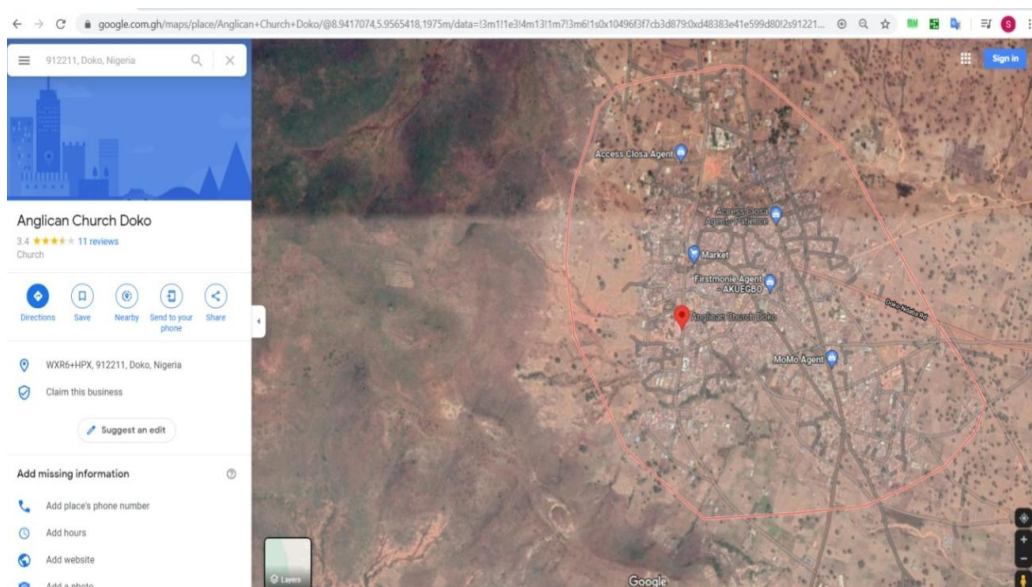 google.com.gh/maps/place/Anglican+Church+Doko/@8.9417074,5.9565418,1975m/data=!3m1!1e3!4m13!1m7!3m6!1s0x10496f3f7cb3d879:0xd48383e41e599d80!2s91221...
912211, Doko, Nigeria
Sign in
Anglican Church Doko
3.4 11 reviews
Church
Directions
Save
Nearby
Send to your
phone
Share
WXR6+HPX, 912211, Doko, Nigeria
Claim this business
Suggest an edit
Add missing information
Add place's phone number
Add hours
Add website
Add a photo
Access Closa Agent
Access Closa
Agent - Patience
Market
Firstmonie Agent
- AKUEGBO
Anglican Church Doko
MoMo Agent
Layers
Google
S